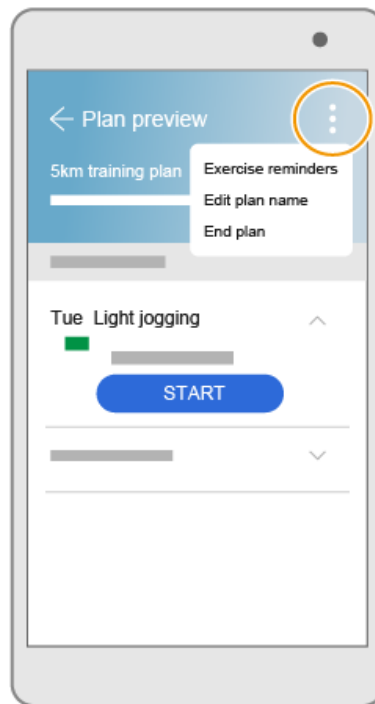 Plan preview
5km training plan
Exercise reminders
Edit plan name
End plan
Tue Light jogging
START